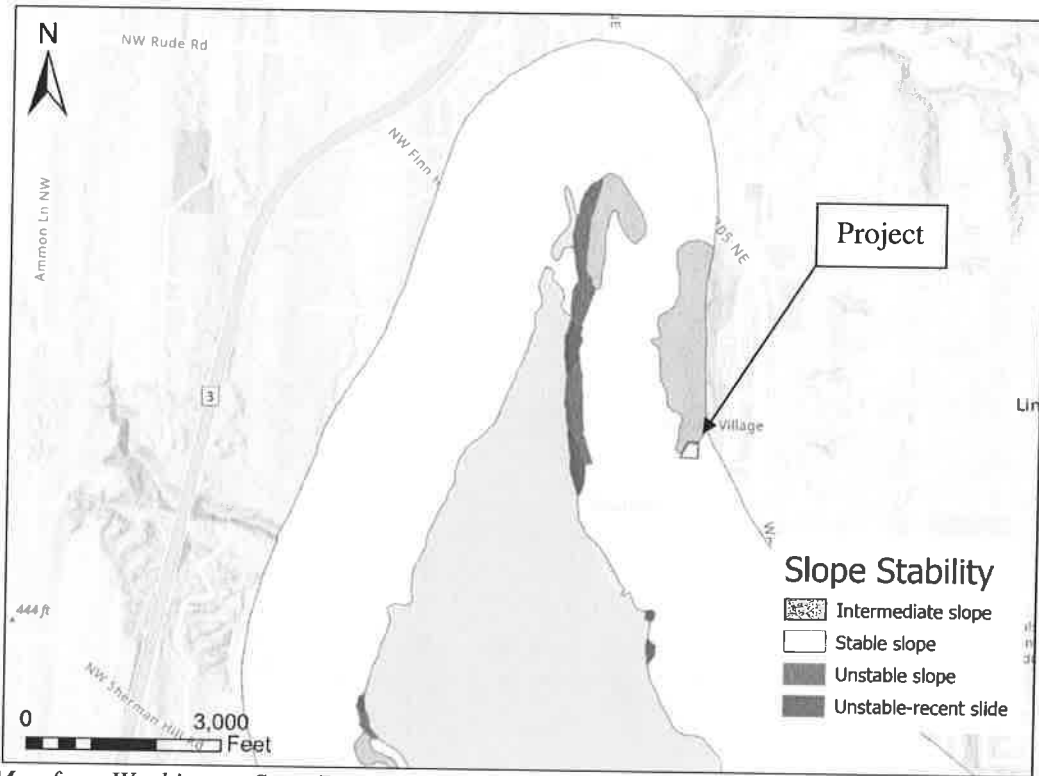 N
NW Rude Rd
NW Finn
Ammon Ln NW
NE
Project
3
Village
Lin
444 ft
NW Sherman Hill Rd
Slope Stability
Intermediate slope
Stable slope
Unstable slope
Unstable-recent slide
0 3,000
Feet